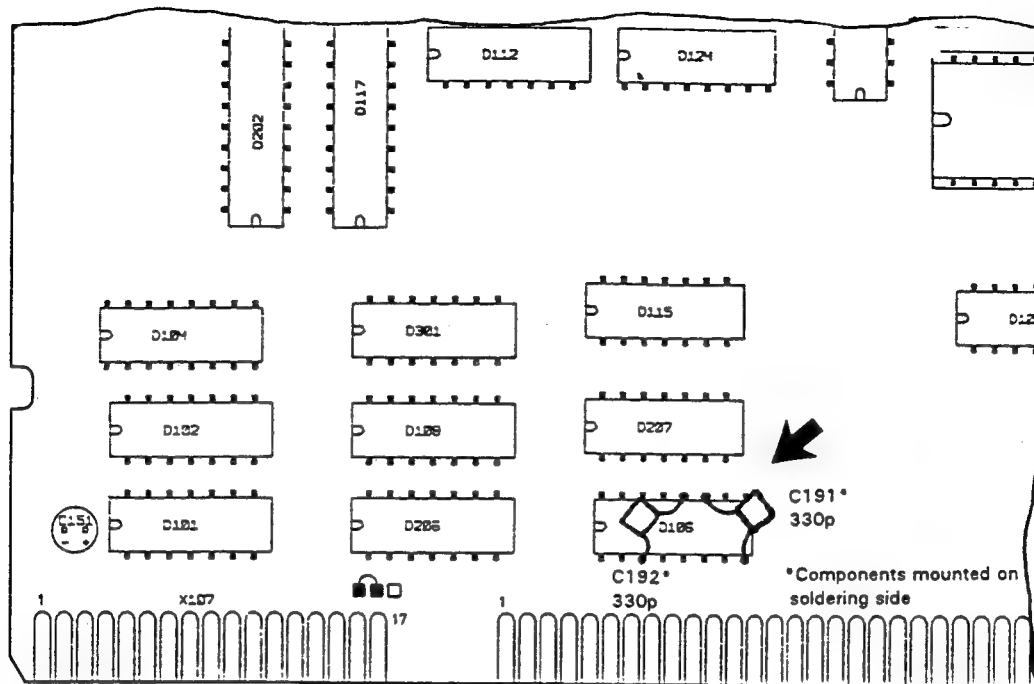 D112
D124
D117
D202
D115
D104
D301
D102
D108
D207
C191*
330p
C151
D101
D206
D106
C192*
330p
*Components mounted on
soldering side
1
X107
17
1
- +